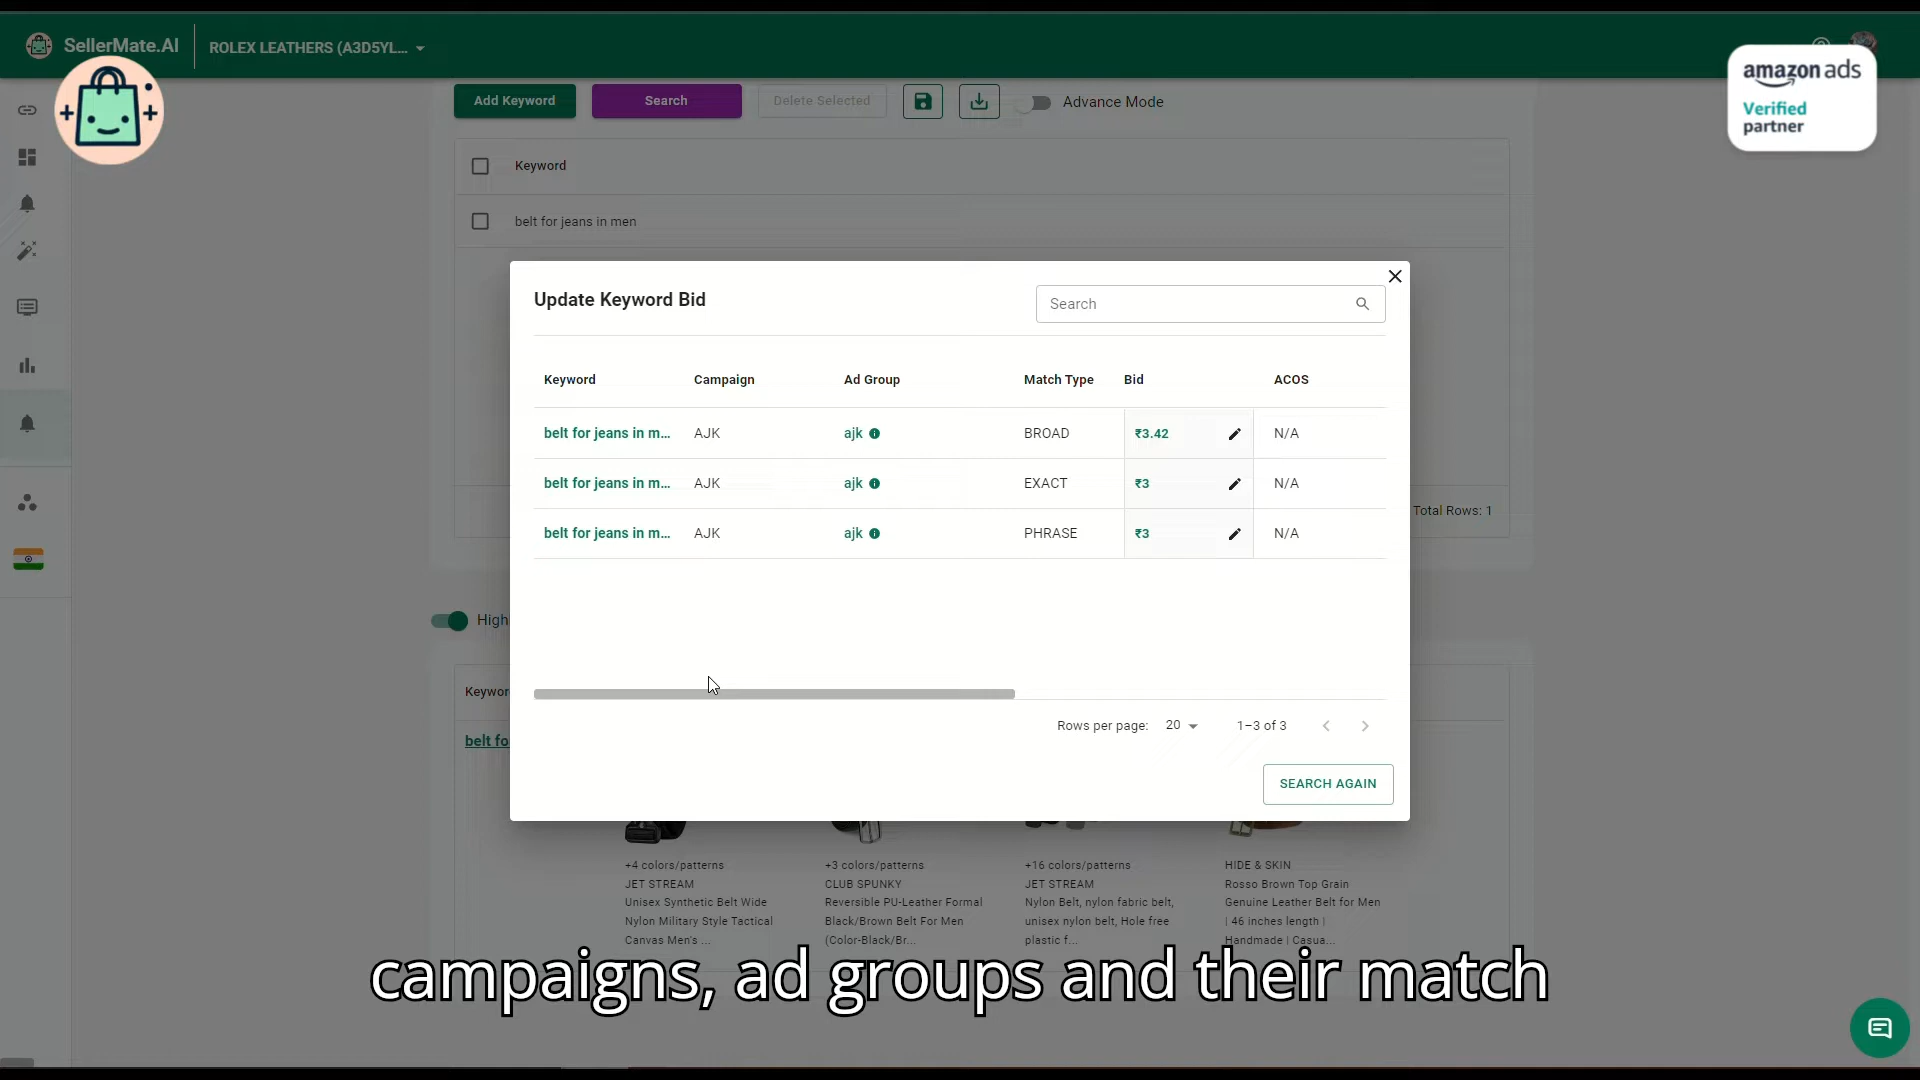 SellerMate.AI
ROLEX LEATHERS (A3D5YL...
amazon ads
Verified
partner
Add Keyword
Search
Delete Selected
Advance Mode
Keyword
belt for jeans in men
Update Keyword Bid
Search
Keyword Campaign Ad Group Match Type Bid ACOS
belt for jeans in m... AJK ajk BROAD ₹3.42 N/A
belt for jeans in m... AJK ajk EXACT ₹3 N/A
belt for jeans in m... AJK ajk PHRASE ₹3 N/A
Total Rows: 1
Rows per page: 20 1–3 of 3
SEARCH AGAIN
+4 colors/patterns
JET STREAM
Unisex Synthetic Belt Wide
Nylon Military Style Tactical
Canvas Men's ...
+3 colors/patterns
CLUB SPUNKY
Reversible PU-Leather Formal
Black/Brown Belt For Men
(Color-Black/Br...
+16 colors/patterns
JET STREAM
Nylon Belt, nylon fabric belt,
unisex nylon belt, Hole free
plastic f...
HIDE & SKIN
Rosso Brown Top Grain
Genuine Leather Belt for Men
| 46 inches length |
Handmade | Casua...
campaigns, ad groups and their match